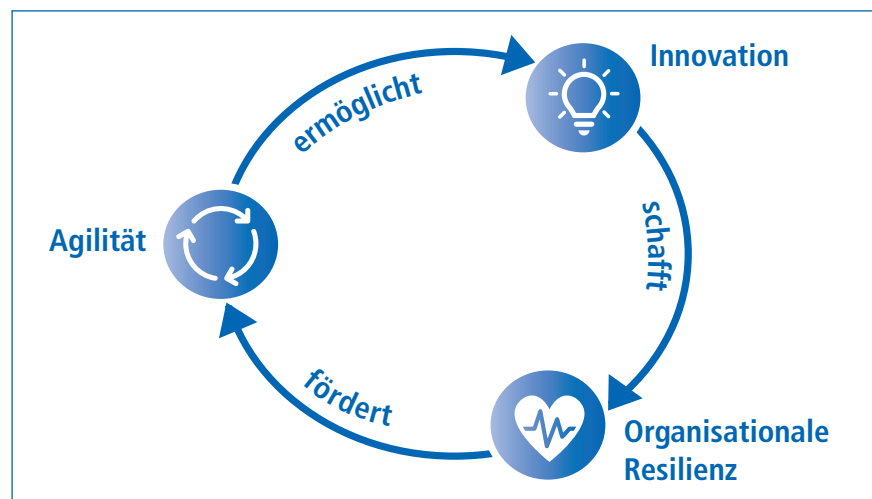 Innovation
ermöglicht
Agilität
schafft
fördert
Organisationale
Resilienz